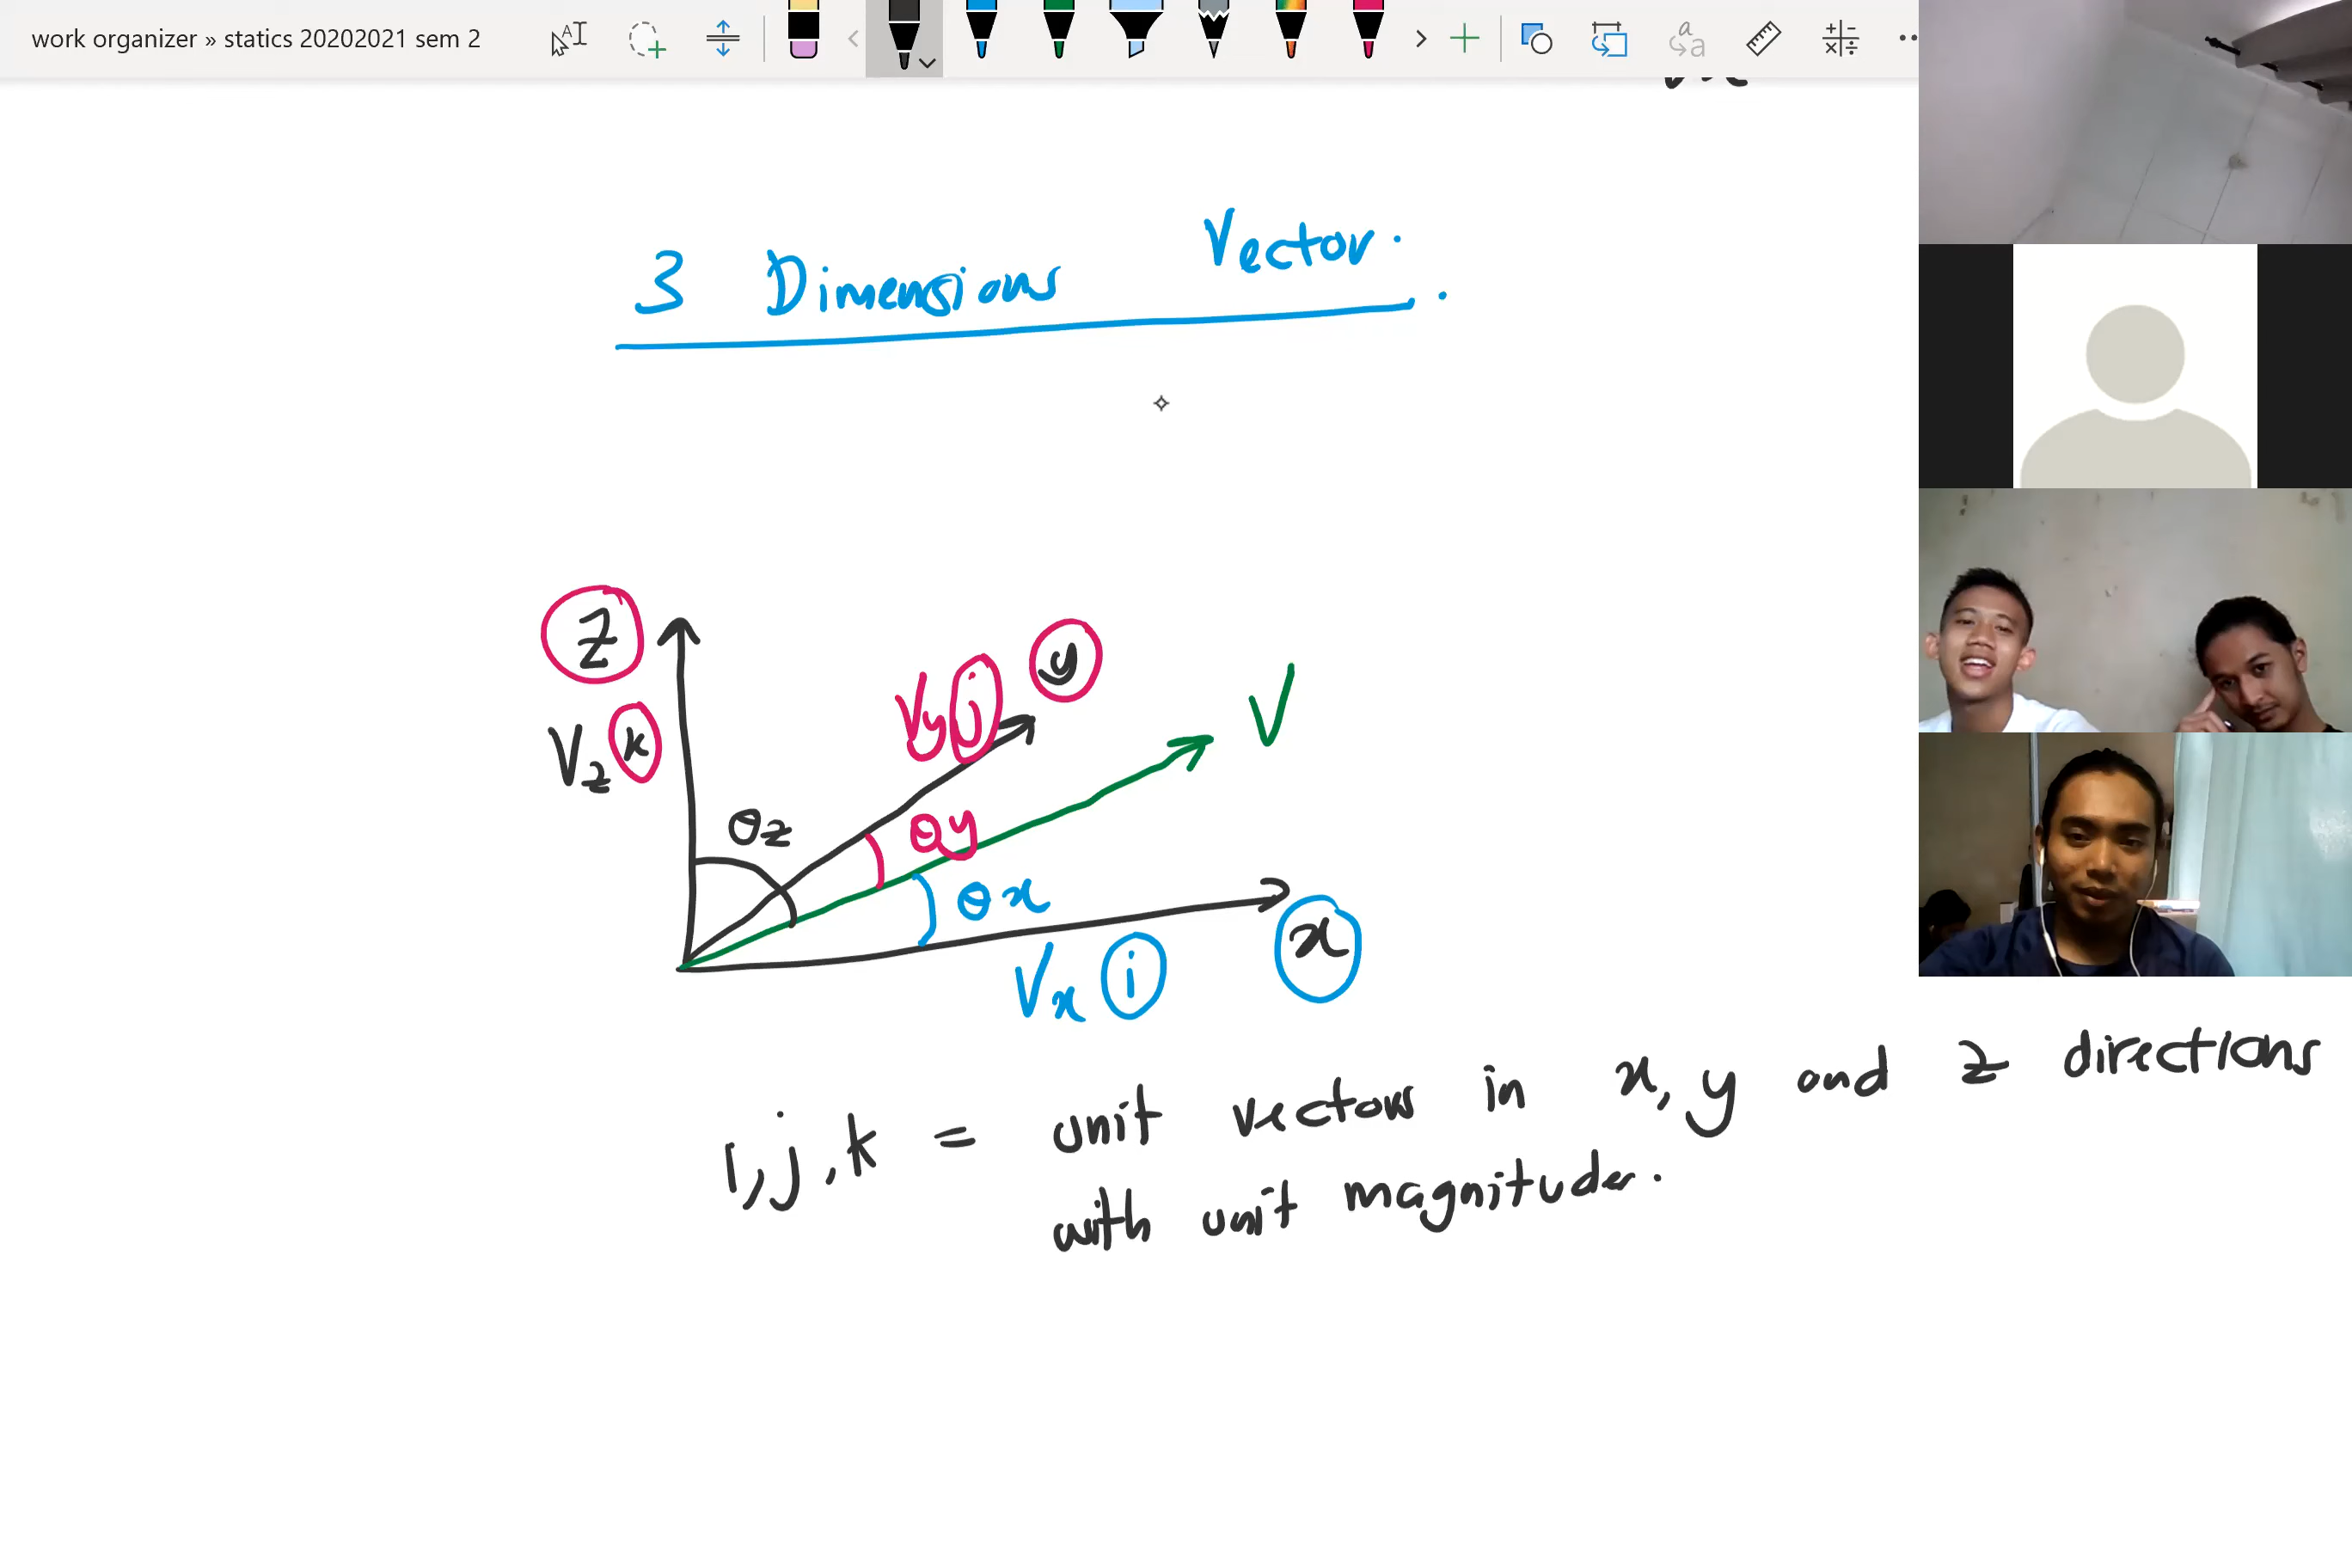 work organizer » statics 20202021 sem 2
3 Dimensions Vector.
Z
y
Vy j
V
Vz k
θz
θy
θx
x
Vx i
i, j, k = unit vectors in x, y and z directions
with unit magnitudes.